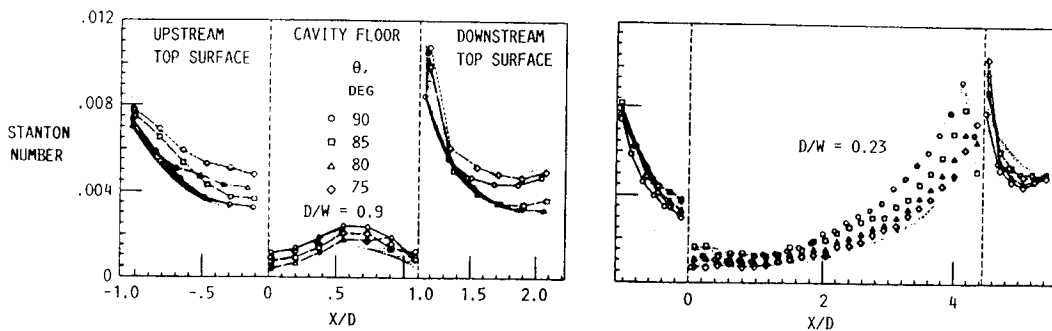 .012
UPSTREAM
TOP SURFACE
CAVITY FLOOR
DOWNSTREAM
TOP SURFACE
θ,
DEG
.008
90
STANTON
NUMBER
85
80
.004
75
D/W = 0.9
0
-1.0
-.5
0
.5
1.0
1.5
2.0
X/D
D/W = 0.23
0
2
4
X/D